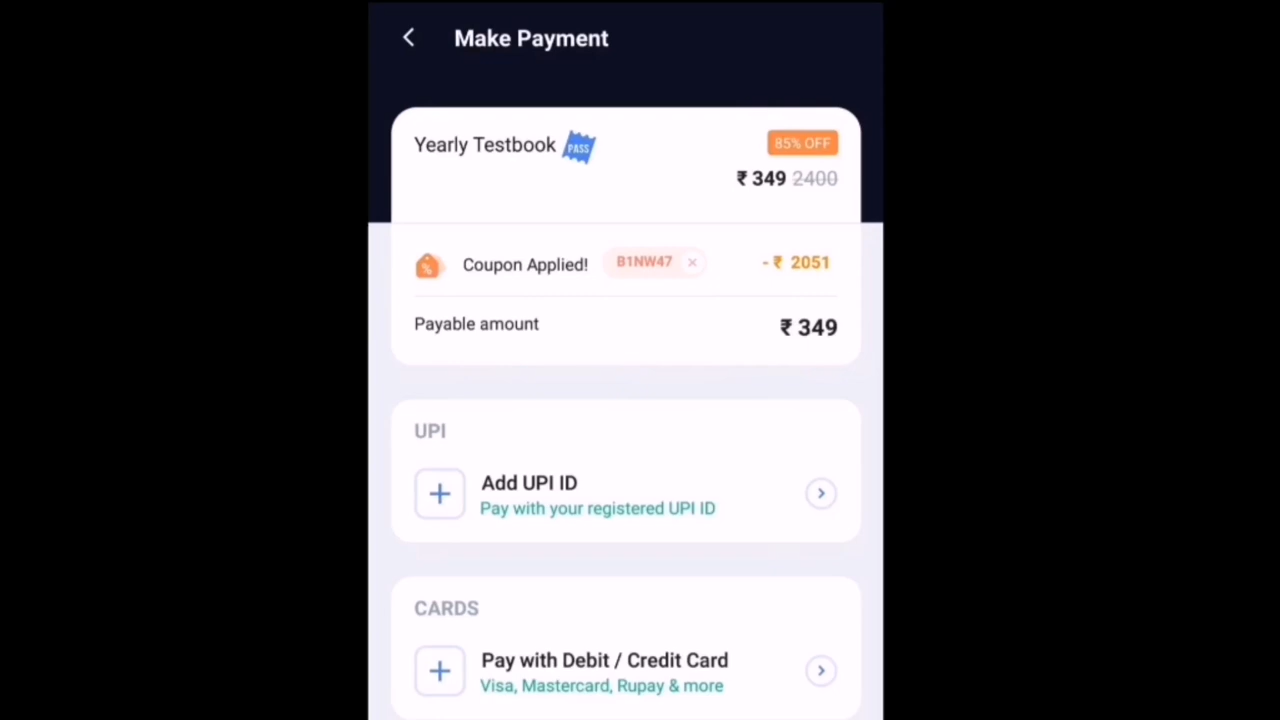 Make Payment
Yearly Testbook PASS
85% OFF
₹ 349 2400
Coupon Applied! B1NW47 × - ₹ 2051
Payable amount ₹ 349
UPI
Add UPI ID
Pay with your registered UPI ID
CARDS
Pay with Debit / Credit Card
Visa, Mastercard, Rupay & more